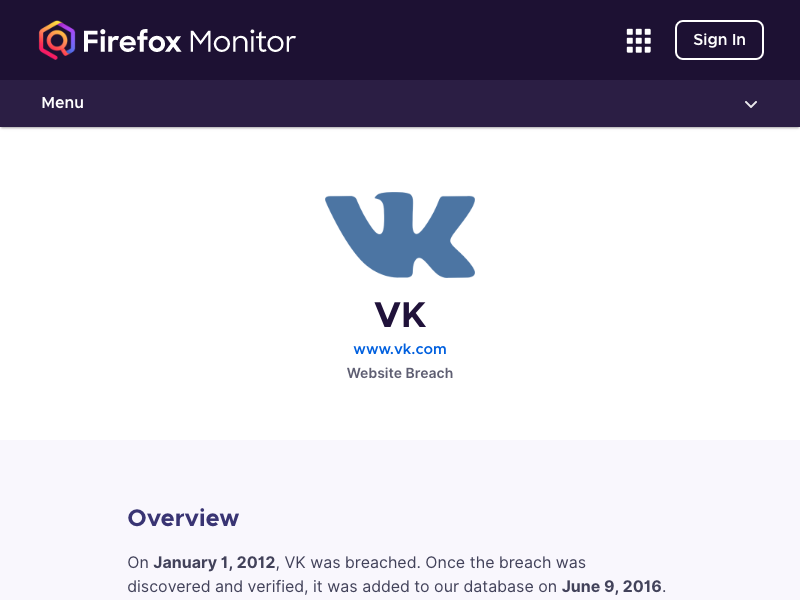 Firefox Monitor
Sign In
Menu
VK
www.vk.com
Website Breach
Overview
On January 1, 2012, VK was breached. Once the breach was
discovered and verified, it was added to our database on June 9, 2016.